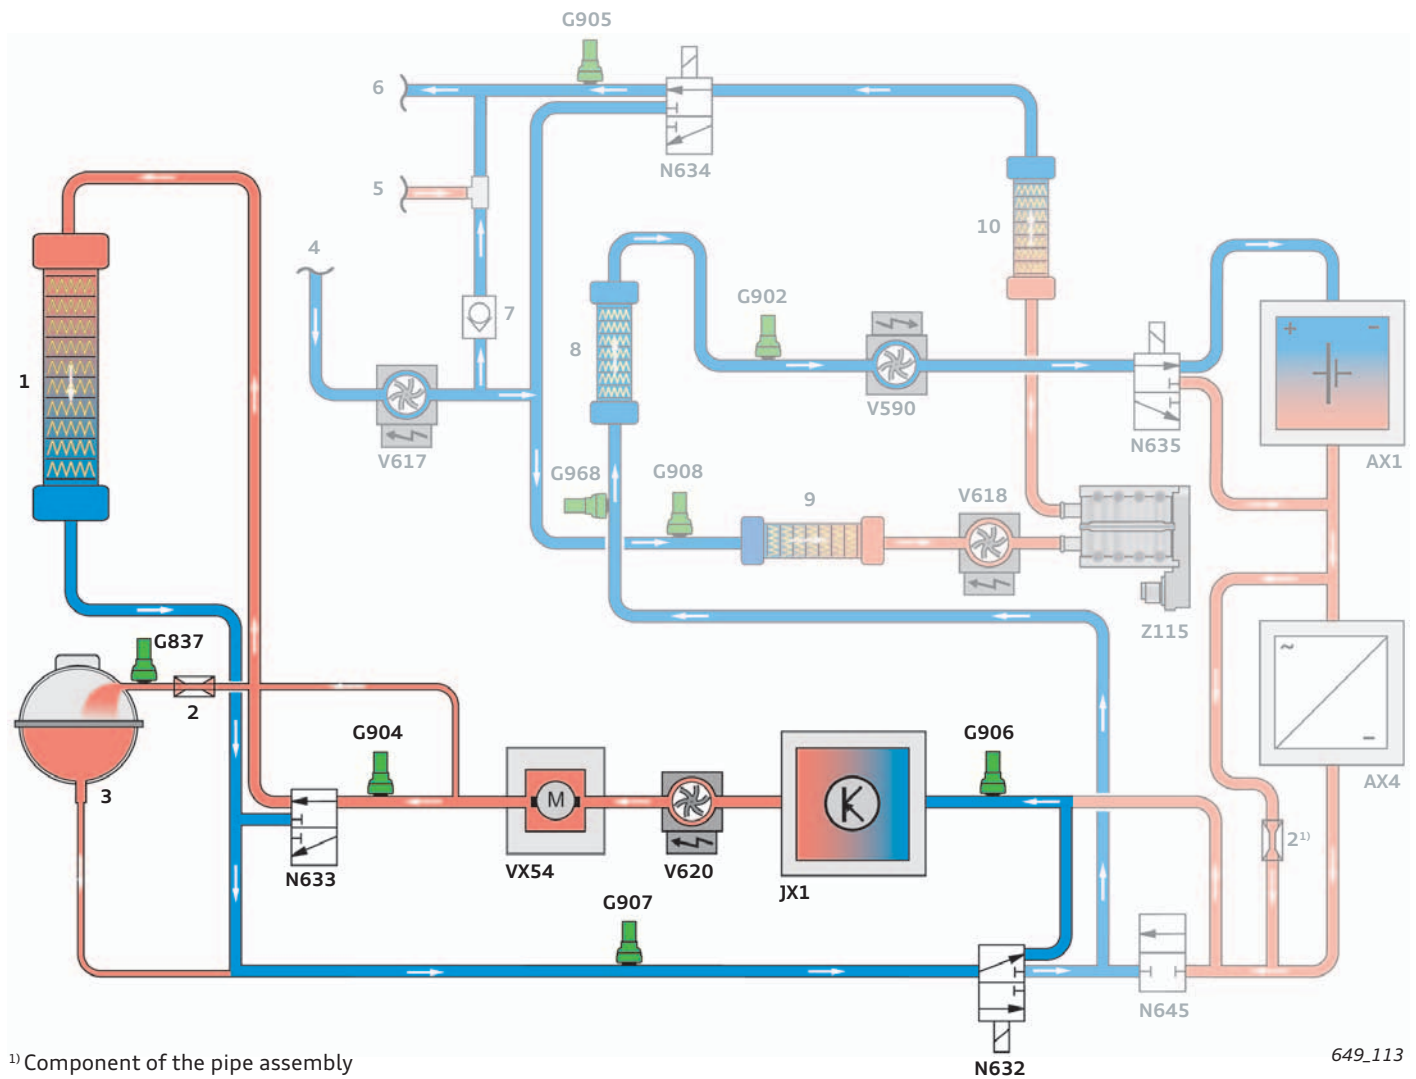 G905
6
N634
5
10
4
G902
7
8
1
V590
N635
V617
AX1
G968
G908
9
V618
Z115
G837
2
G904
G906
3
M
AX4
2¹⁾
N633
VX54
V620
JX1
G907
N645
N632
¹⁾ Component of the pipe assembly
649_113